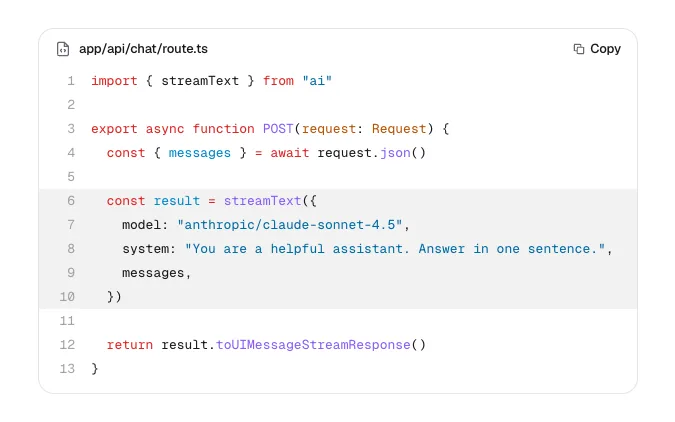 app/api/chat/route.ts
Copy
1 import { streamText } from "ai"
2
3 export async function POST(request: Request) {
4   const { messages } = await request.json()
5
6   const result = streamText({
7     model: "anthropic/claude-sonnet-4.5",
8     system: "You are a helpful assistant. Answer in one sentence.",
9     messages,
10   })
11
12   return result.toUIMessageStreamResponse()
13 }